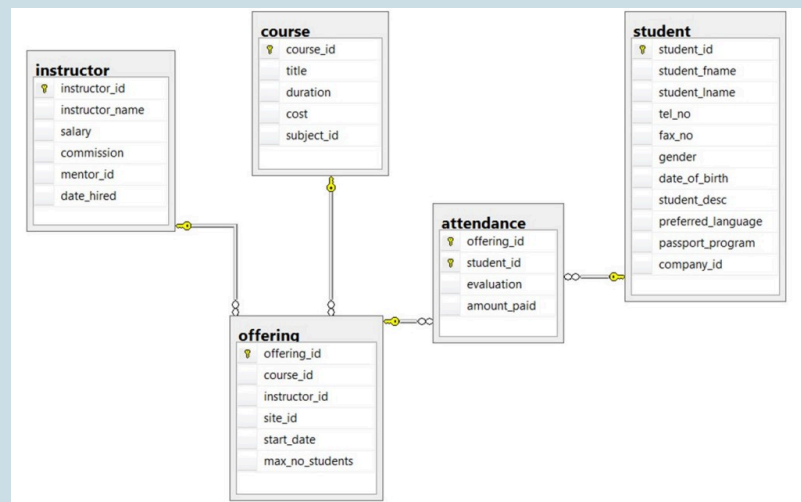 instructor
instructor_id
instructor_name
salary
commission
mentor_id
date_hired
course
course_id
title
duration
cost
subject_id
student
student_id
student_fname
student_lname
tel_no
fax_no
gender
date_of_birth
student_desc
preferred_language
passport_program
company_id
attendance
offering_id
student_id
evaluation
amount_paid
offering
offering_id
course_id
instructor_id
site_id
start_date
max_no_students